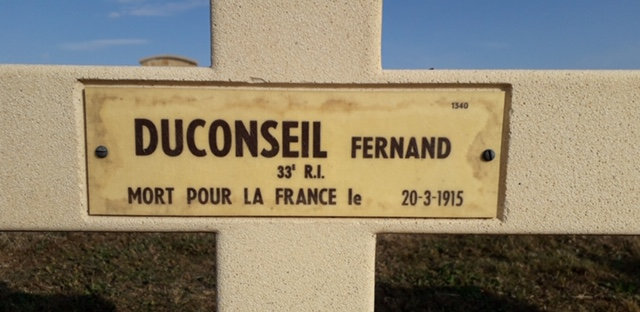 1340
DUCONSEIL FERNAND
33E R.I.
MORT POUR LA FRANCE le 20-3-1915